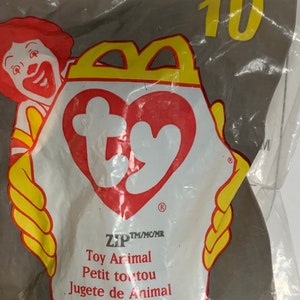 10
ty®
Zip™/MC/MR
Toy Animal
Petit toutou
Jugete de Animal